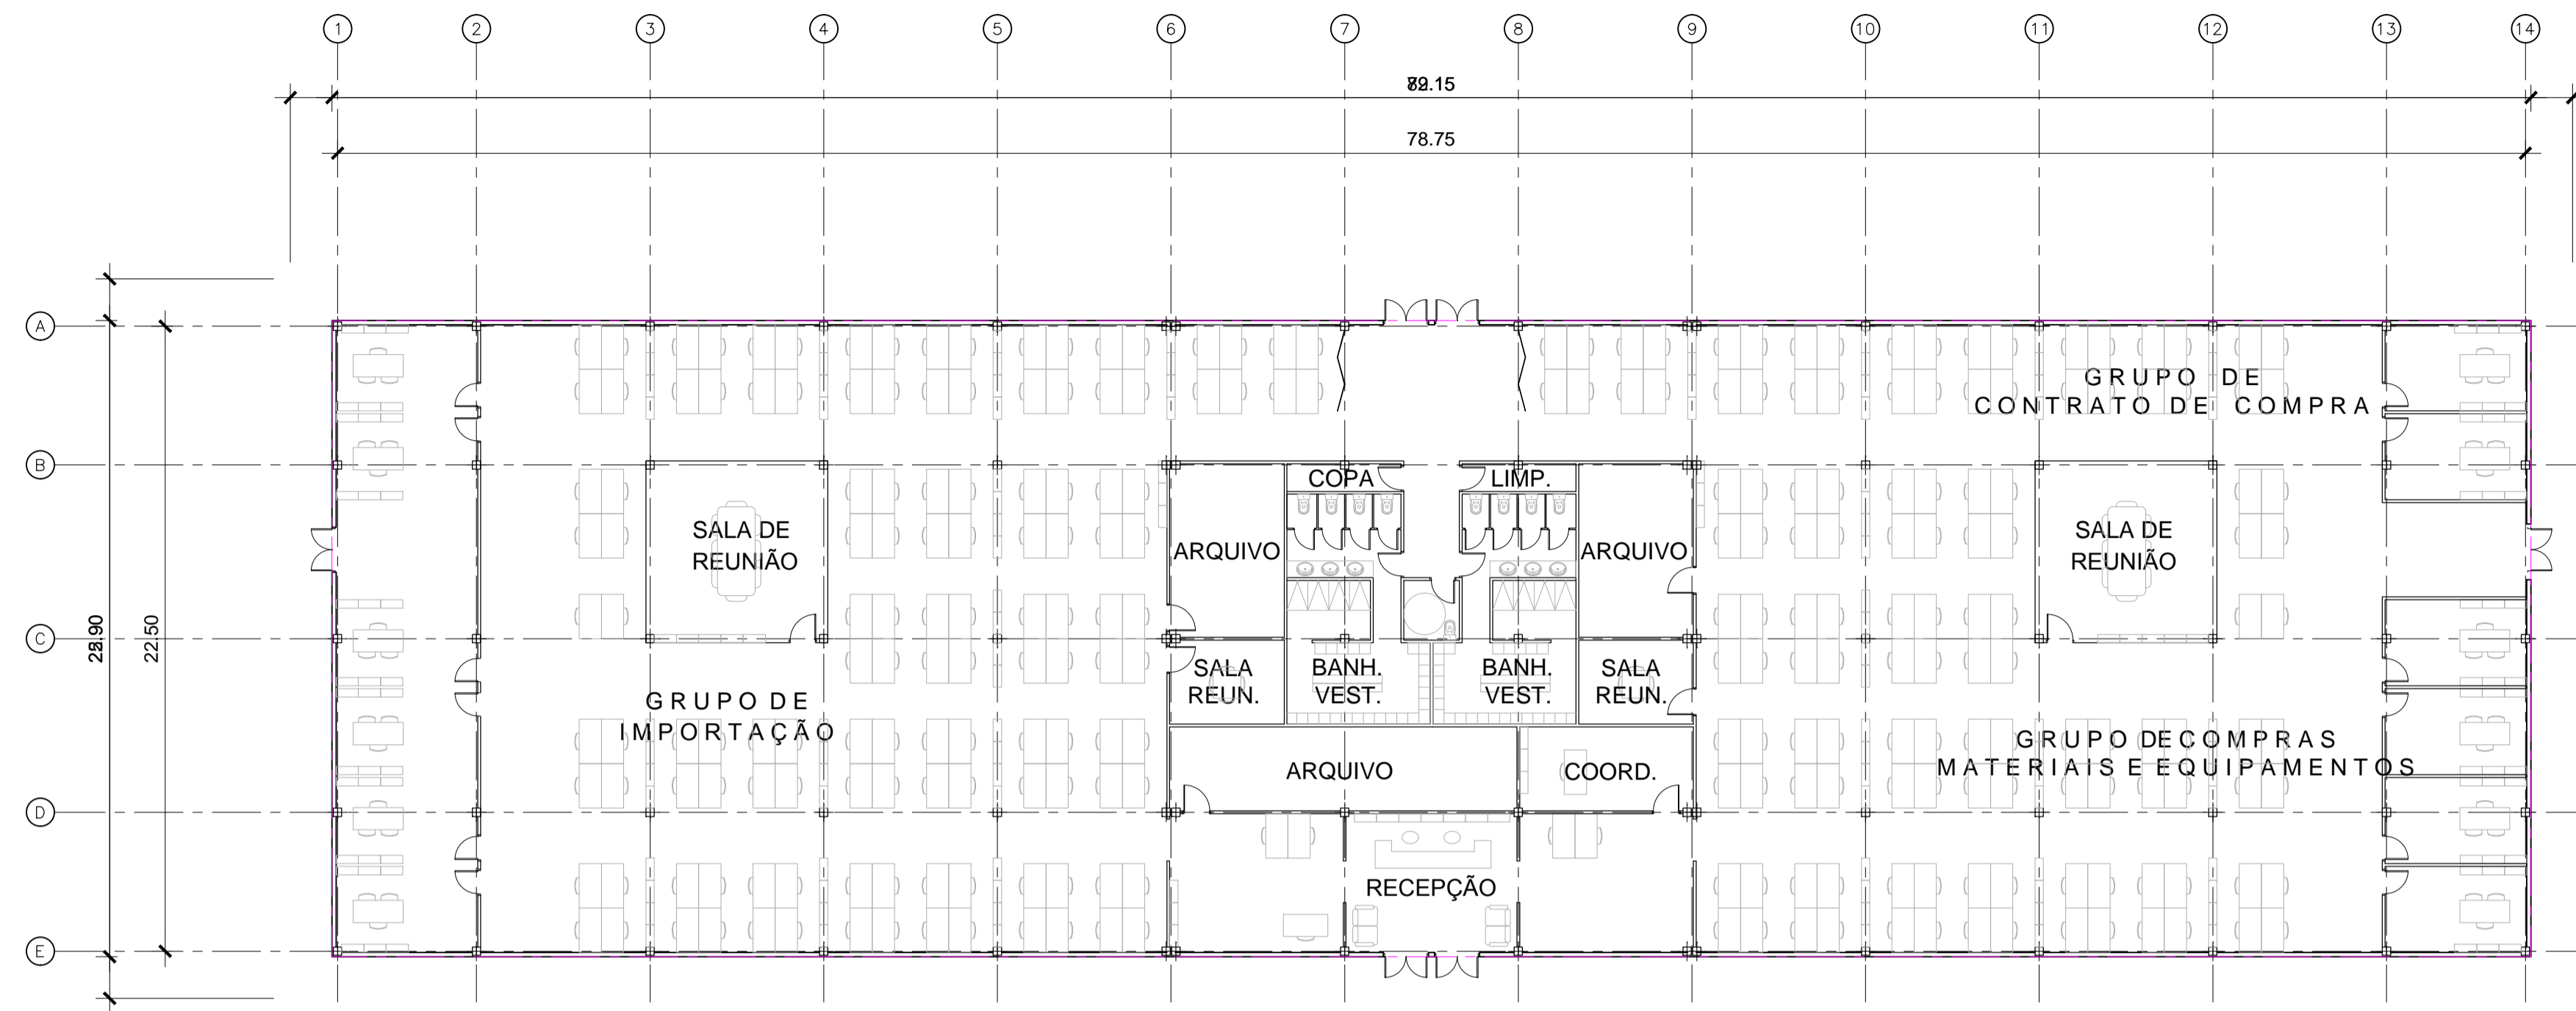 1 2 3 4 5 6 7 8 9 10 11 12 13 14
78.75
A
GRUPO DE
CONTRATO DE COMPRA
B
COPA
LIMP.
SALA DE
REUNIÃO
ARQUIVO
ARQUIVO
SALA DE
REUNIÃO
22.50
C
SALA
REUN.
BANH.
VEST.
BANH.
VEST.
SALA
REUN.
GRUPO DE
IMPORTAÇÃO
GRUPO DE COMPRAS
MATERIAIS E EQUIPAMENTOS
ARQUIVO
COORD.
D
RECEPÇÃO
E